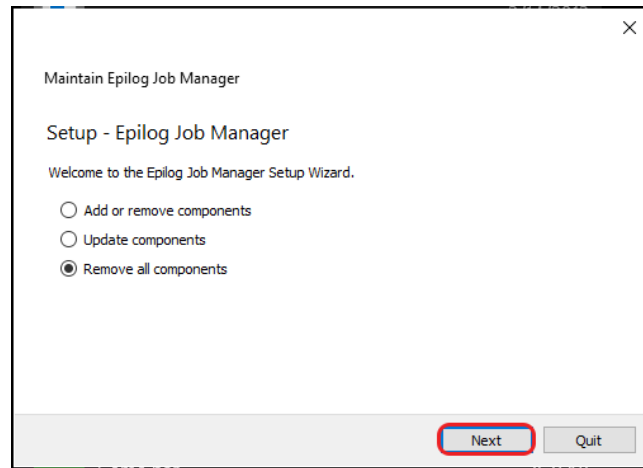 Maintain Epilog Job Manager
Setup - Epilog Job Manager
Welcome to the Epilog Job Manager Setup Wizard.
Add or remove components
Update components
Remove all components
Next
Quit